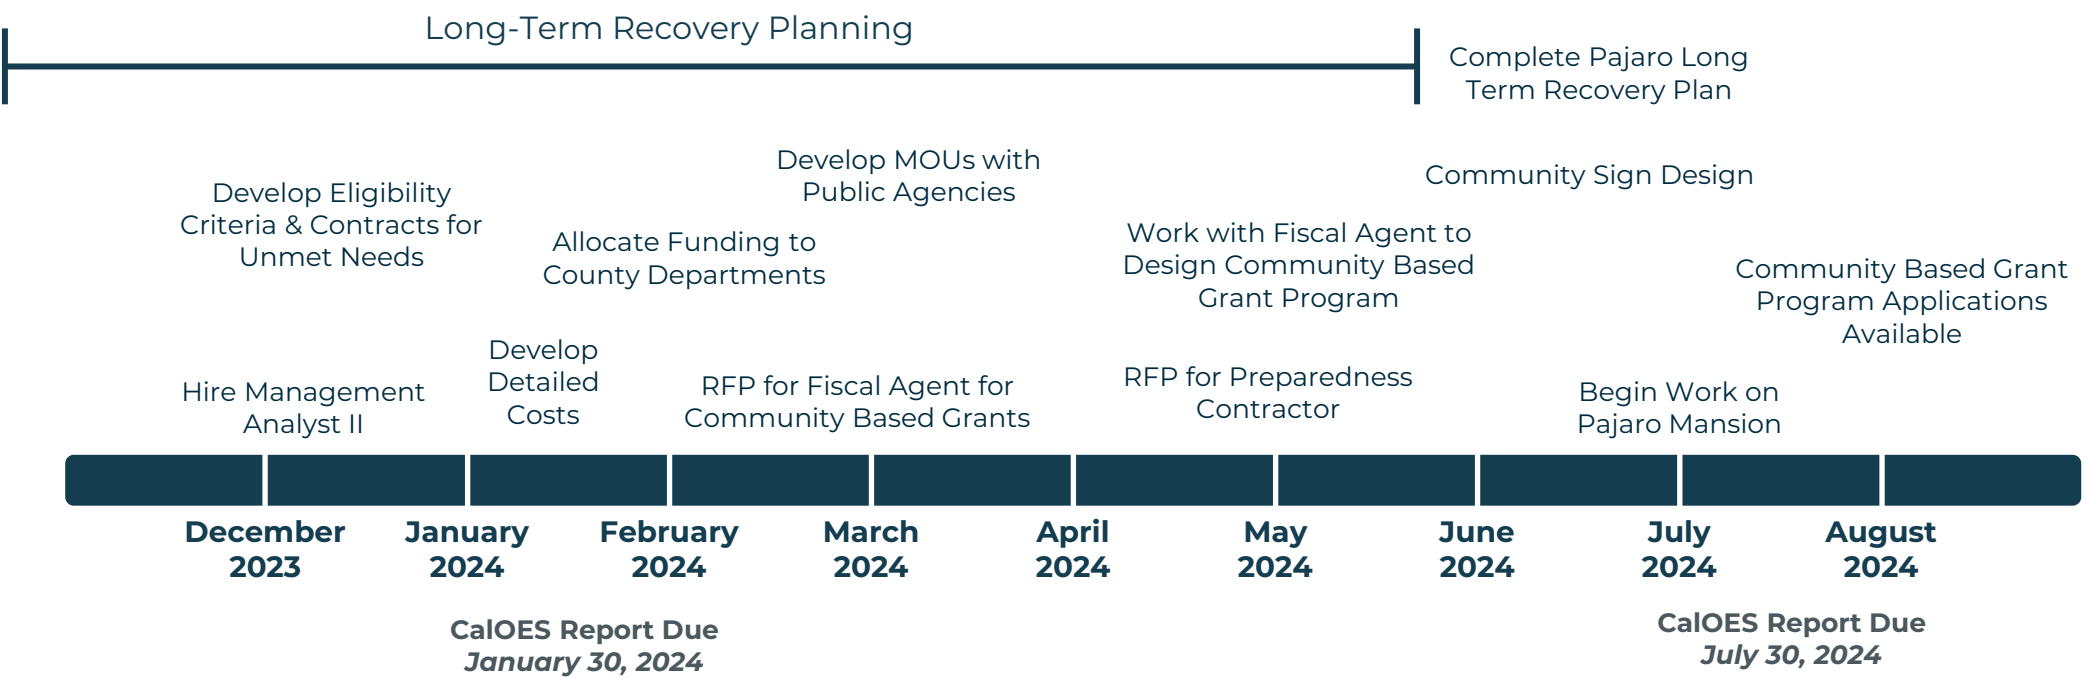 Long-Term Recovery Planning
Complete Pajaro Long
Term Recovery Plan
Develop Eligibility
Criteria & Contracts for
Unmet Needs
Allocate Funding to
County Departments
Develop MOUs with
Public Agencies
Community Sign Design
Work with Fiscal Agent to
Design Community Based
Grant Program
Community Based Grant
Program Applications
Available
Hire Management
Analyst II
Develop
Detailed
Costs
RFP for Fiscal Agent for
Community Based Grants
RFP for Preparedness
Contractor
Begin Work on
Pajaro Mansion
December
2023
January
2024
February
2024
March
2024
April
2024
May
2024
June
2024
July
2024
August
2024
CalOES Report Due
January 30, 2024
CalOES Report Due
July 30, 2024